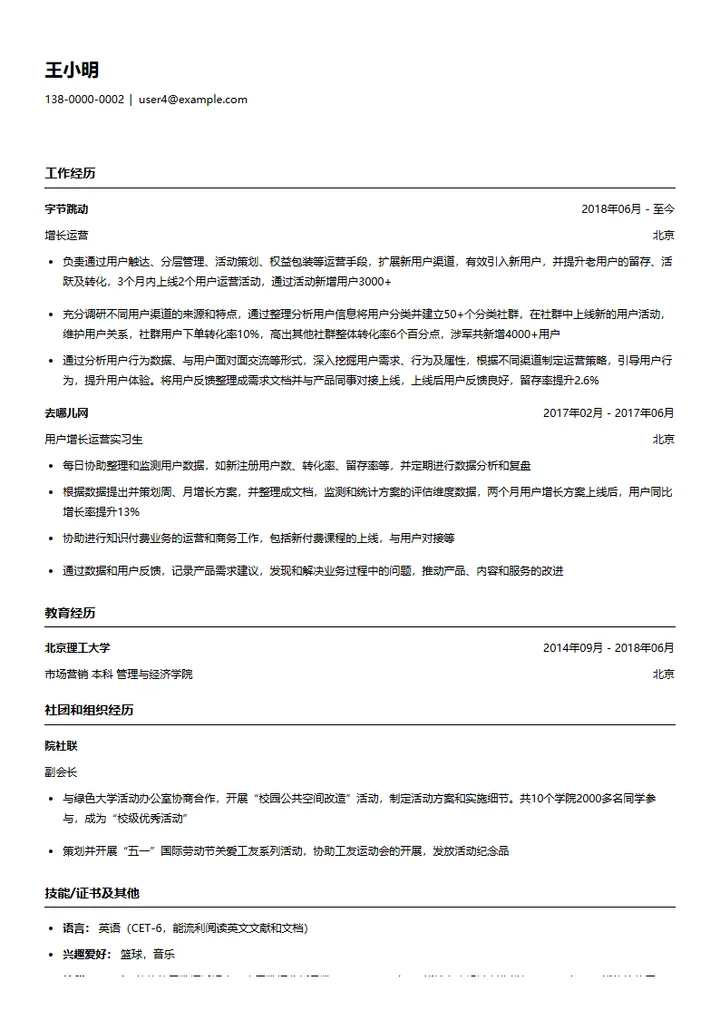 王小明
138-0000-0002 | user4@example.com
工作经历
字节跳动 2018年06月 - 至今
增长运营 北京
• 负责通过用户触达、分层管理、活动策划、权益包装等运营手段，扩展新用户渠道，有效引入新用户，并提升老用户的留存、活
跃及转化，3个月内上线2个用户运营活动，通过活动新增用户3000+
• 充分调研不同用户渠道的来源和特点，通过整理分析用户信息将用户分类并建立50+个分类社群，在社群中上线新的用户活动，
维护用户关系，社群用户下单转化率10%，高出其他社群整体转化率6个百分点，涉军共新增4000+用户
• 通过分析用户行为数据、与用户面对面交流等形式，深入挖掘用户需求、行为及属性，根据不同渠道制定运营策略，引导用户行
为，提升用户体验。将用户反馈整理成需求文档并与产品同事对接上线，上线后用户反馈良好，留存率提升2.6%
去哪儿网 2017年02月 - 2017年06月
用户增长运营实习生 北京
• 每日协助整理和监测用户数据，如新注册用户数、转化率、留存率等，并定期进行数据分析和复盘
• 根据数据提出并策划周、月增长方案，并整理成文档，监测和统计方案的评估维度数据，两个月用户增长方案上线后，用户同比
增长率提升13%
• 协助进行知识付费业务的运营和商务工作，包括新付费课程的上线，与用户对接等
• 通过数据和用户反馈，记录产品需求建议，发现和解决业务过程中的问题，推动产品、内容和服务的改进
教育经历
北京理工大学 2014年09月 - 2018年06月
市场营销 本科 管理与经济学院 北京
社团和组织经历
院社联
副会长
• 与绿色大学活动办公室协商合作，开展“校园公共空间改造”活动，制定活动方案和实施细节。共10个学院2000多名同学参
与，成为“校级优秀活动”
• 策划并开展“五一”国际劳动节关爱工友系列活动，协助工友运动会的开展，发放活动纪念品
技能/证书及其他
• 语言： 英语（CET-6，能流利阅读英文文献和文档）
• 兴趣爱好： 篮球，音乐